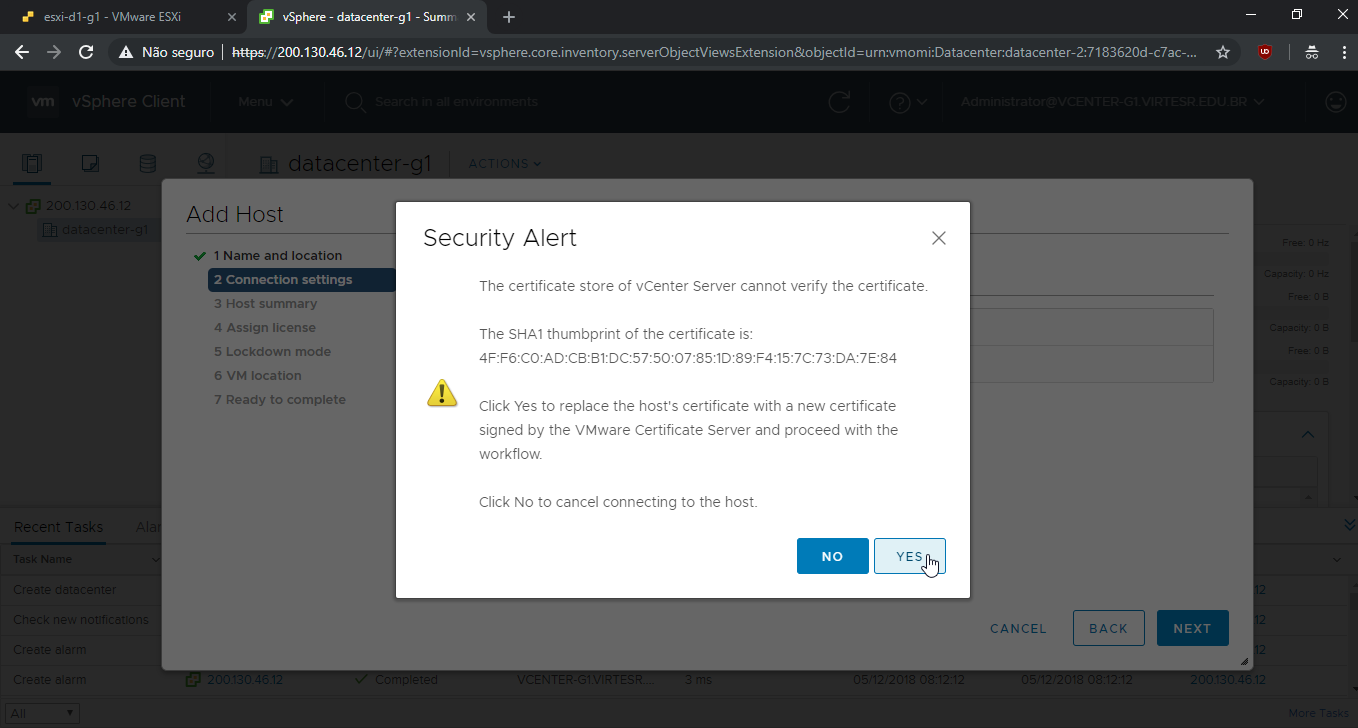 esxi-d1-g1 - VMware ESXi
vSphere - datacenter-g1 - Summ
Não seguro
https://200.130.46.12/ui/#?extensionId=vsphere.core.inventory.serverObjectViewsExtension&objectId=urn:vmomi:Datacenter:datacenter-2:7183620d-c7ac-...
vm vSphere Client
Menu
Search in all environments
Administrator@VCENTER-G1.VIRTESR.EDU.BR
datacenter-g1
ACTIONS
200.130.46.12
datacenter-g1
Add Host
1 Name and location
2 Connection settings
3 Host summary
4 Assign license
5 Lockdown mode
6 VM location
7 Ready to complete
Security Alert
The certificate store of vCenter Server cannot verify the certificate.
The SHA1 thumbprint of the certificate is:
4F:F6:C0:AD:CB:B1:DC:57:50:07:85:1D:89:F4:15:7C:73:DA:7E:84
Click Yes to replace the host's certificate with a new certificate
signed by the VMware Certificate Server and proceed with the
workflow.
Click No to cancel connecting to the host.
NO
YES
CANCEL
BACK
NEXT
Free: 0 Hz
Capacity: 0 Hz
Free: 0 B
Capacity: 0 B
Free: 0 B
Capacity: 0 B
Recent Tasks
Alar
Task Name
Create datacenter
12
Check new notifications
12
Create alarm
12
Create alarm
200.130.46.12
Completed
VCENTER-G1.VIRTESR....
3 ms
05/12/2018 08:12:12
05/12/2018 08:12:12
200.130.46.12
All
More Tasks